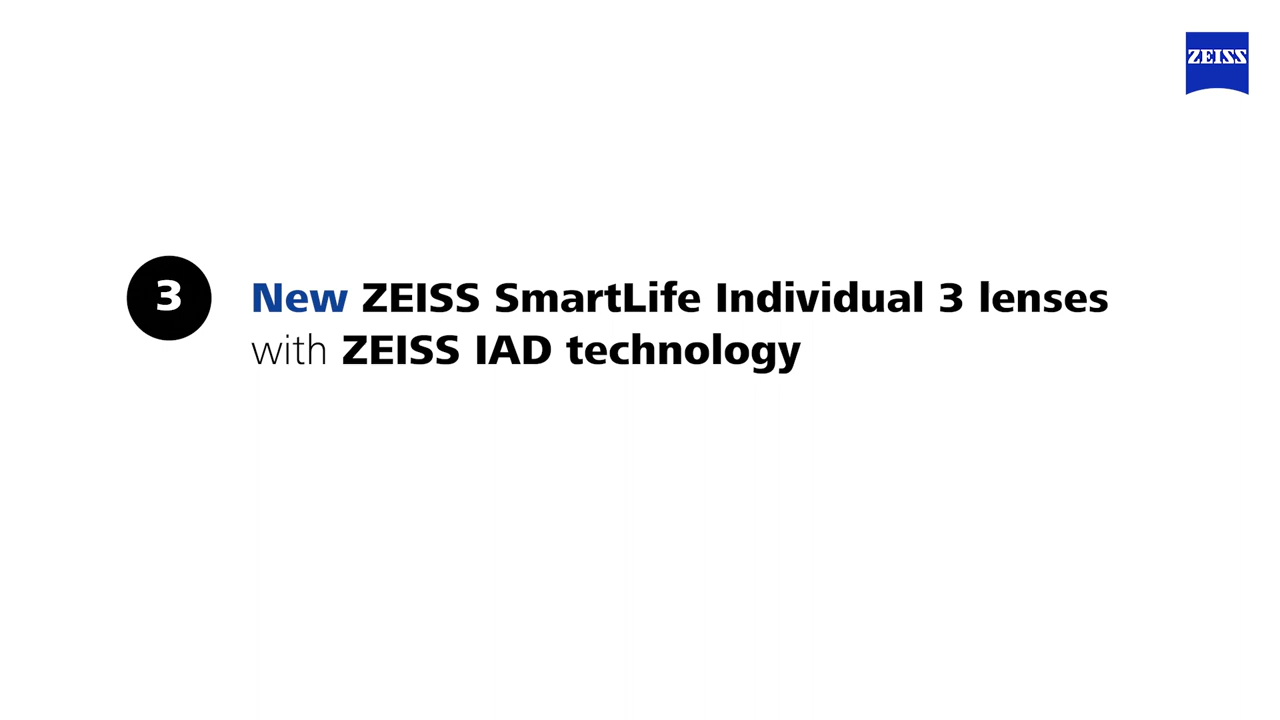 ZEISS
3
New ZEISS SmartLife Individual 3 lenses
with ZEISS IAD technology